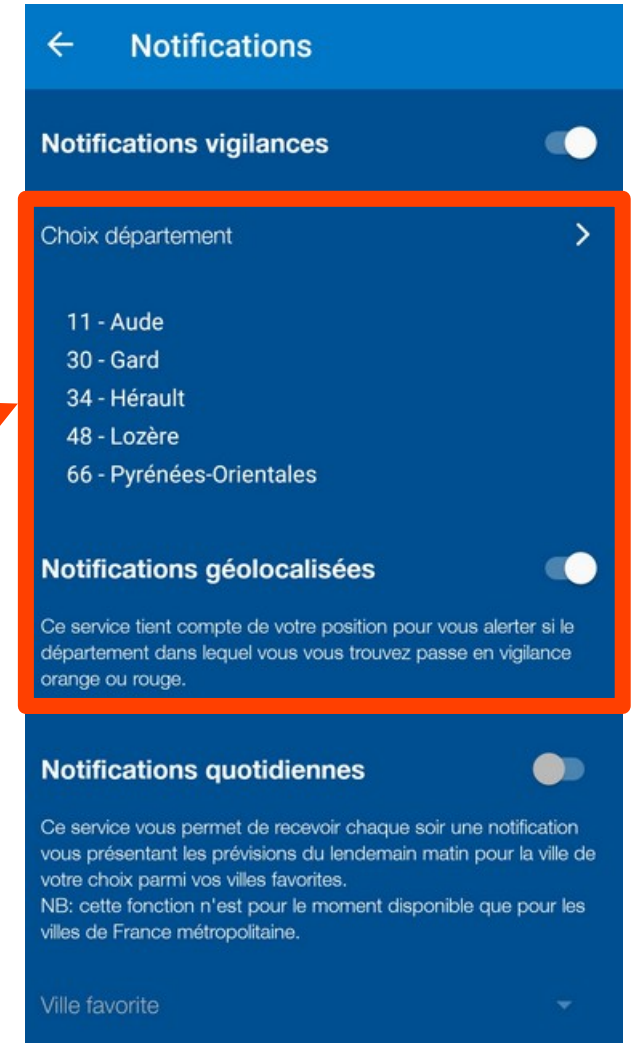 Notifications
Notifications vigilances
Choix département
11 - Aude
30 - Gard
34 - Hérault
48 - Lozère
66 - Pyrénées-Orientales
Notifications géolocalisées
Ce service tient compte de votre position pour vous alerter si le
département dans lequel vous vous trouvez passe en vigilance
orange ou rouge.
Notifications quotidiennes
Ce service vous permet de recevoir chaque soir une notification
vous présentant les prévisions du lendemain matin pour la ville de
votre choix parmi vos villes favorites.
NB: cette fonction n'est pour le moment disponible que pour les
villes de France métropolitaine.
Ville favorite